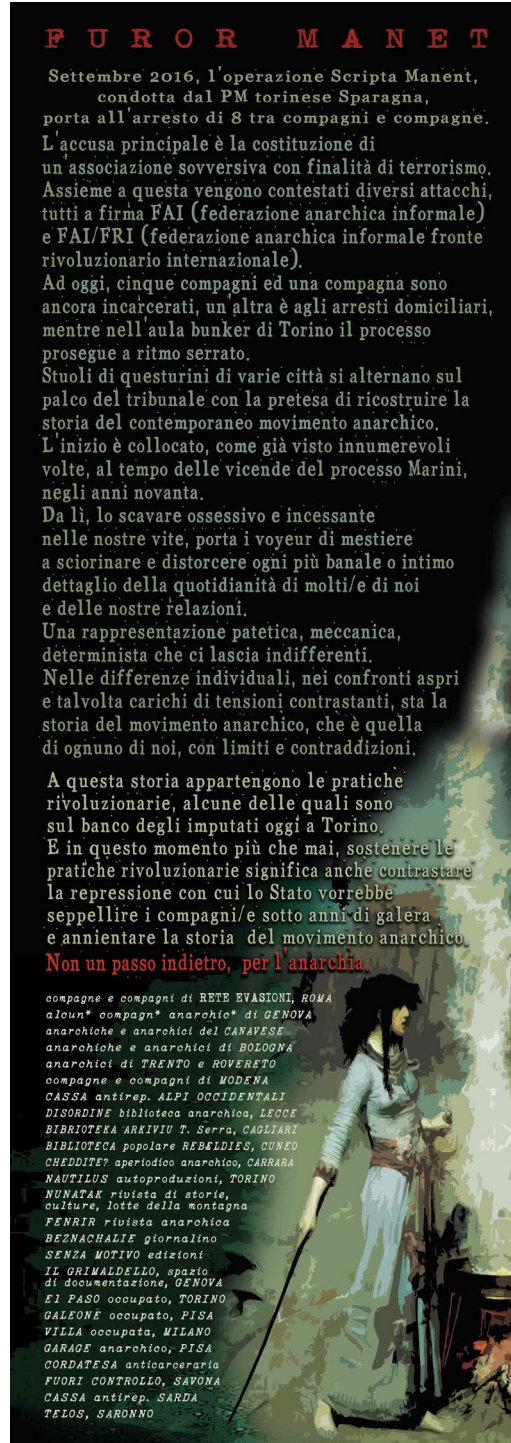 FUROR MANET
Settembre 2016, l'operazione Scripta Manent,
condotta dal PM torinese Sparagna,
porta all'arresto di 8 tra compagni e compagne.
L'accusa principale è la costituzione di
un'associazione sovversiva con finalità di terrorismo.
Assieme a questa vengono contestati diversi attacchi,
tutti a firma FAI (federazione anarchica informale)
e FAI/FRI (federazione anarchica informale fronte
rivoluzionario internazionale).
Ad oggi, cinque compagni ed una compagna sono
ancora incarcerati, un'altra è agli arresti domiciliari,
mentre nell'aula bunker di Torino il processo
prosegue a ritmo serrato.
Stuoli di questurini di varie città si alternano sul
palco del tribunale con la pretesa di ricostruire la
storia del contemporaneo movimento anarchico.
L'inizio è collocato, come già visto innumerevoli
volte, al tempo delle vicende del processo Marini,
negli anni novanta.
Da lì, lo scavare ossessivo e incessante
nelle nostre vite, porta i voyeur di mestiere
a sciorinare e distorcere ogni più banale o intimo
dettaglio della quotidianità di molti/e di noi
e delle nostre relazioni.
Una rappresentazione patetica, meccanica,
determinista che ci lascia indifferenti.
Nelle differenze individuali, nei confronti aspri
e talvolta carichi di tensioni contrastanti, sta la
storia del movimento anarchico, che è quella
di ognuno di noi, con limiti e contraddizioni.
A questa storia appartengono le pratiche
rivoluzionarie, alcune delle quali sono
sul banco degli imputati oggi a Torino.
E in questo momento più che mai, sostenere le
pratiche rivoluzionarie significa anche contrastare
la repressione con cui lo Stato vorrebbe
seppellire i compagni/e sotto anni di galera
e annientare la storia del movimento anarchico.
Non un passo indietro, per l'anarchia.
compagne e compagni di RETE EVASIONI, ROMA
alcun* compagn* anarchic* di GENOVA
anarchiche e anarchici del CANAVESE
anarchiche e anarchici di BOLOGNA
anarchici di TRENTO e ROVERETO
compagne e compagni di MODENA
CASSA antirep. ALPI OCCIDENTALI
DISORDINE biblioteca anarchica, LECCE
BIBRIOTEKA ARKIVIU T. Serra, CAGLIARI
BIBLIOTECA popolare REBELDIES, CUNEO
CHEDDITE? aperiodico anarchico, CARRARA
NAUTILUS autoproduzioni, TORINO
NUNATAK rivista di storie,
culture, lotte della montagna
FENRIR rivista anarchica
BEZNACHALIE giornalino
SENZA MOTIVO edizioni
IL GRIMALDELLO, spazio
di documentazione, GENOVA
El PASO occupato, TORINO
GALEONE occupato, PISA
VILLA occupata, MILANO
GARAGE anarchico, PISA
CORDATESA anticarceraria
FUORI CONTROLLO, SAVONA
CASSA antirep. SARDA
TELOS, SARONNO